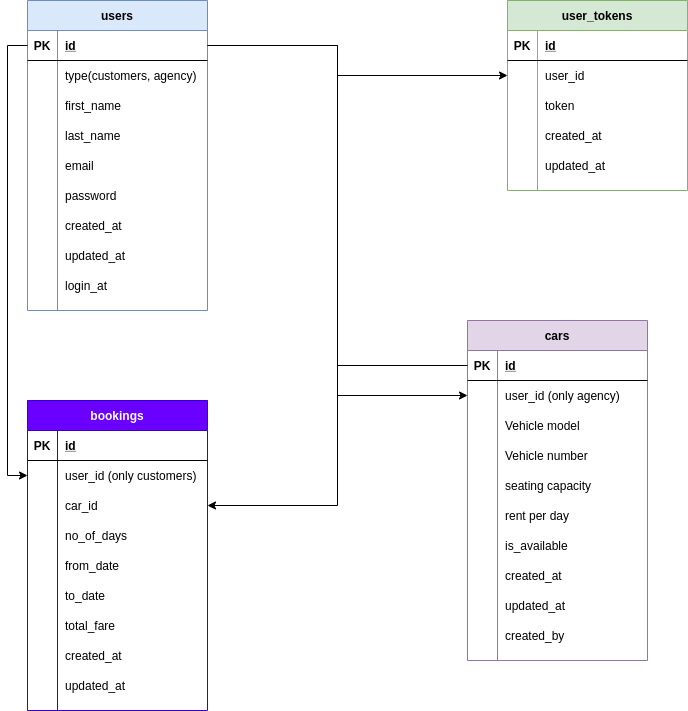 users
PK id
type(customers, agency)
first_name
last_name
email
password
created_at
updated_at
login_at
user_tokens
PK id
user_id
token
created_at
updated_at
cars
PK id
user_id (only agency)
Vehicle model
Vehicle number
seating capacity
rent per day
is_available
created_at
updated_at
created_by
bookings
PK id
user_id (only customers)
car_id
no_of_days
from_date
to_date
total_fare
created_at
updated_at